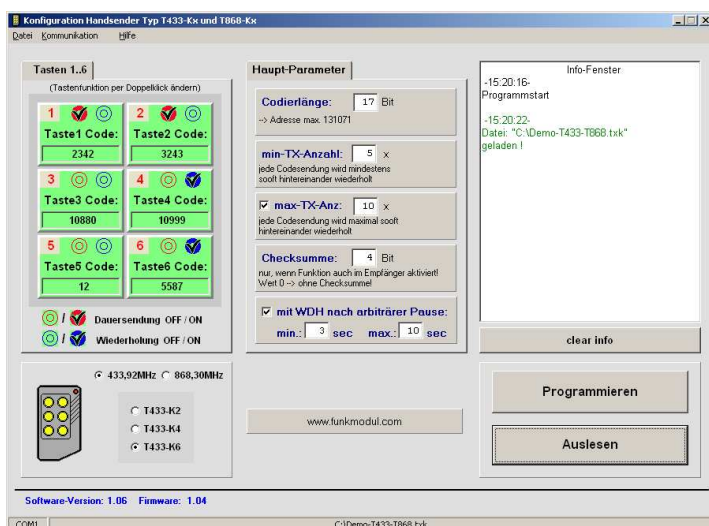 Konfiguration Handsender Typ T433-Kx und T868-Kx
Datei Kommunikation Hilfe
Tasten 1..6
(Tastenfunktion per Doppelklick ändern)
1 2
Taste1 Code: Taste2 Code:
2342 3243
3 4
Taste3 Code: Taste4 Code:
10880 10999
5 6
Taste5 Code: Taste6 Code:
12 5587
/ Dauersendung OFF / ON
/ Wiederholung OFF / ON
433,92MHz 868,30MHz
T433-K2
T433-K4
T433-K6
Haupt-Parameter
Codierlänge: 17 Bit
--> Adresse max. 131071
min-TX-Anzahl: 5 x
jede Codesendung wird mindestens
sooft hintereinander wiederholt
max-TX-Anz: 10 x
jede Codesendung wird maximal sooft
hintereinander wiederholt
Checksumme: 4 Bit
nur, wenn Funktion auch im Empfänger aktiviert!
Wert 0 --> ohne Checksumme!
mit WDH nach arbiträrer Pause:
min.: 3 sec max.: 10 sec
www.funkmodul.com
Info-Fenster
-15:20:16-
Programmstart
-15:20:22-
Datei: "C:\Demo-T433-T868.txk"
geladen !
clear info
Programmieren
Auslesen
Software-Version: 1.06 Firmware: 1.04
COM1 C:\Demo-T433-T868.txk